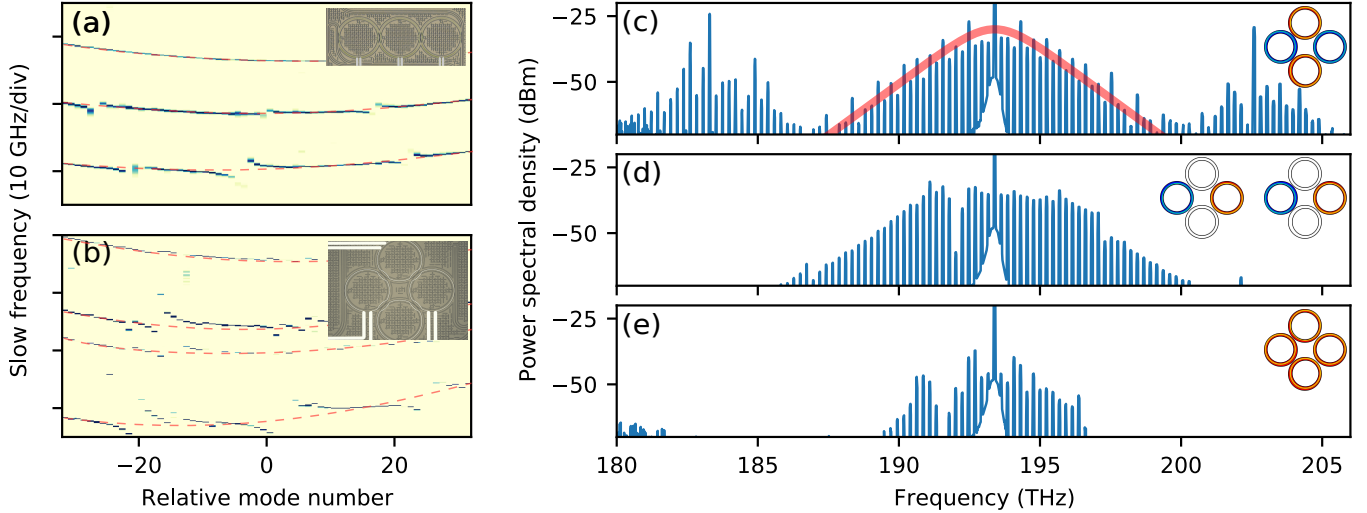 (a)
(b)
Slow frequency (10 GHz/div)
−20
0
20
Relative mode number
(c)
−25
−50
(d)
−25
−50
(e)
−25
−50
Power spectral density (dBm)
180
185
190
195
200
205
Frequency (THz)